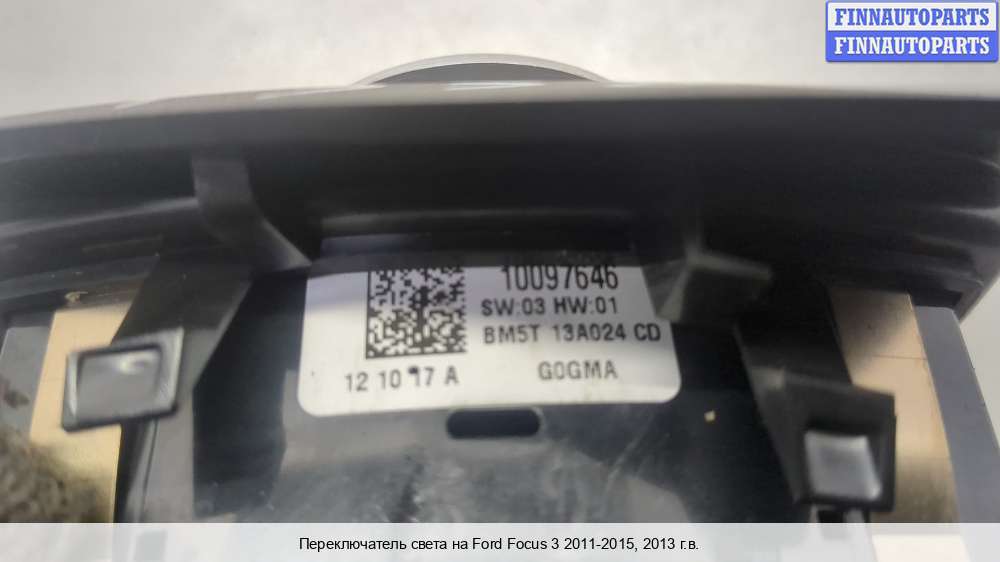 FINNAUTOPARTS
FINNAUTOPARTS
10097646
SW:03 HW:01
BM5T 13A024 CD
12 10 17 A
G0GMA
Переключатель света на Ford Focus 3 2011-2015, 2013 г.в.